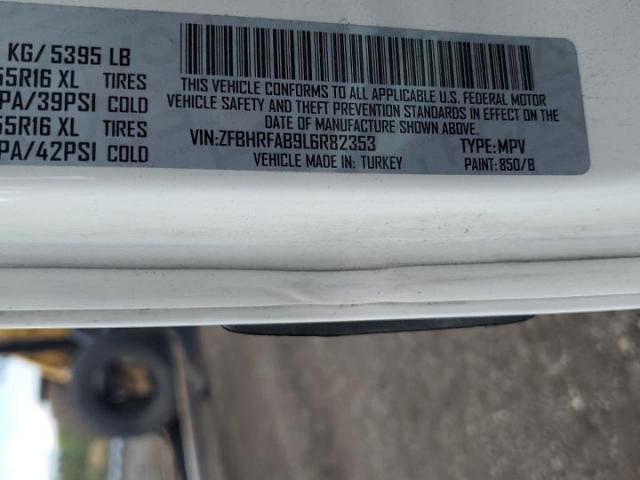 KG/ 5395 LB
55R16 XL TIRES
PA/39PSI COLD
55R16 XL TIRES
PA/42PSI COLD
THIS VEHICLE CONFORMS TO ALL APPLICABLE U.S. FEDERAL MOTOR
VEHICLE SAFETY AND THEFT PREVENTION STANDARDS IN EFFECT ON THE
DATE OF MANUFACTURE SHOWN ABOVE.
VIN:ZFBHRFAB9L6R82353 TYPE:MPV
VEHICLE MADE IN: TURKEY PAINT: 850/B